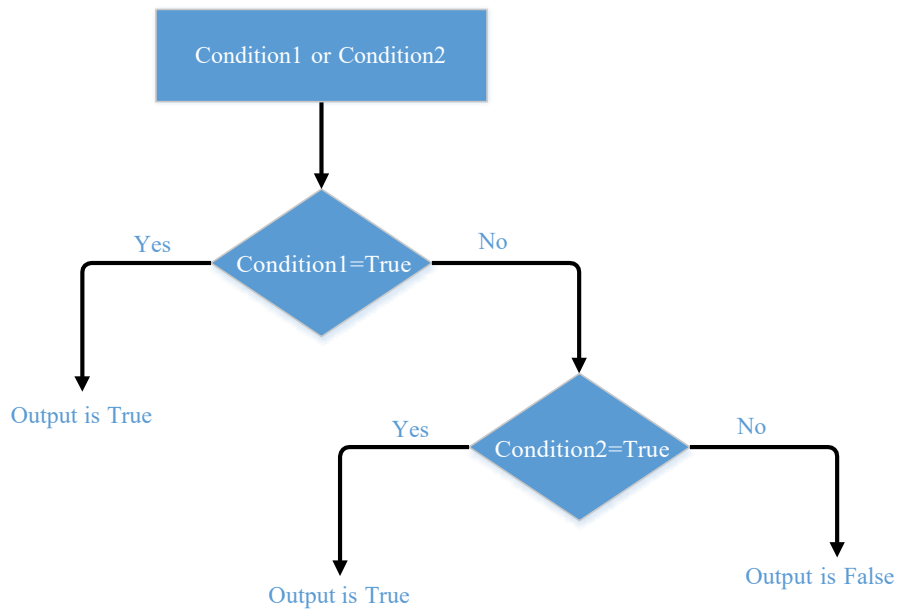 Condition1 or Condition2
Yes
No
Condition1=True
Output is True
Yes
No
Condition2=True
Output is True
Output is False